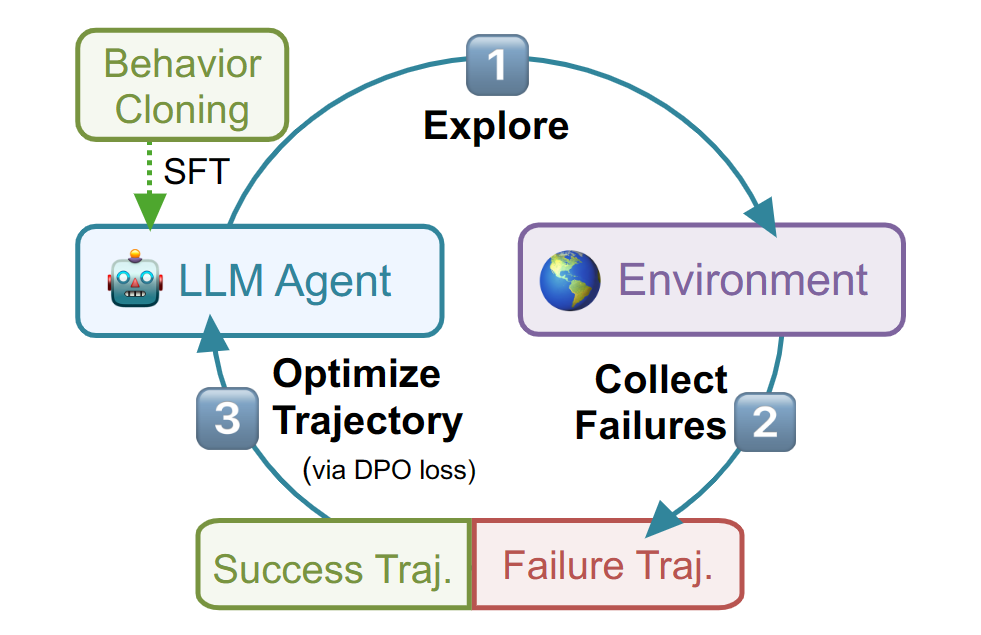 Behavior
Cloning
SFT
1
Explore
LLM Agent
Environment
Optimize
Trajectory
(via DPO loss)
3
Collect
Failures
2
Success Traj.
Failure Traj.